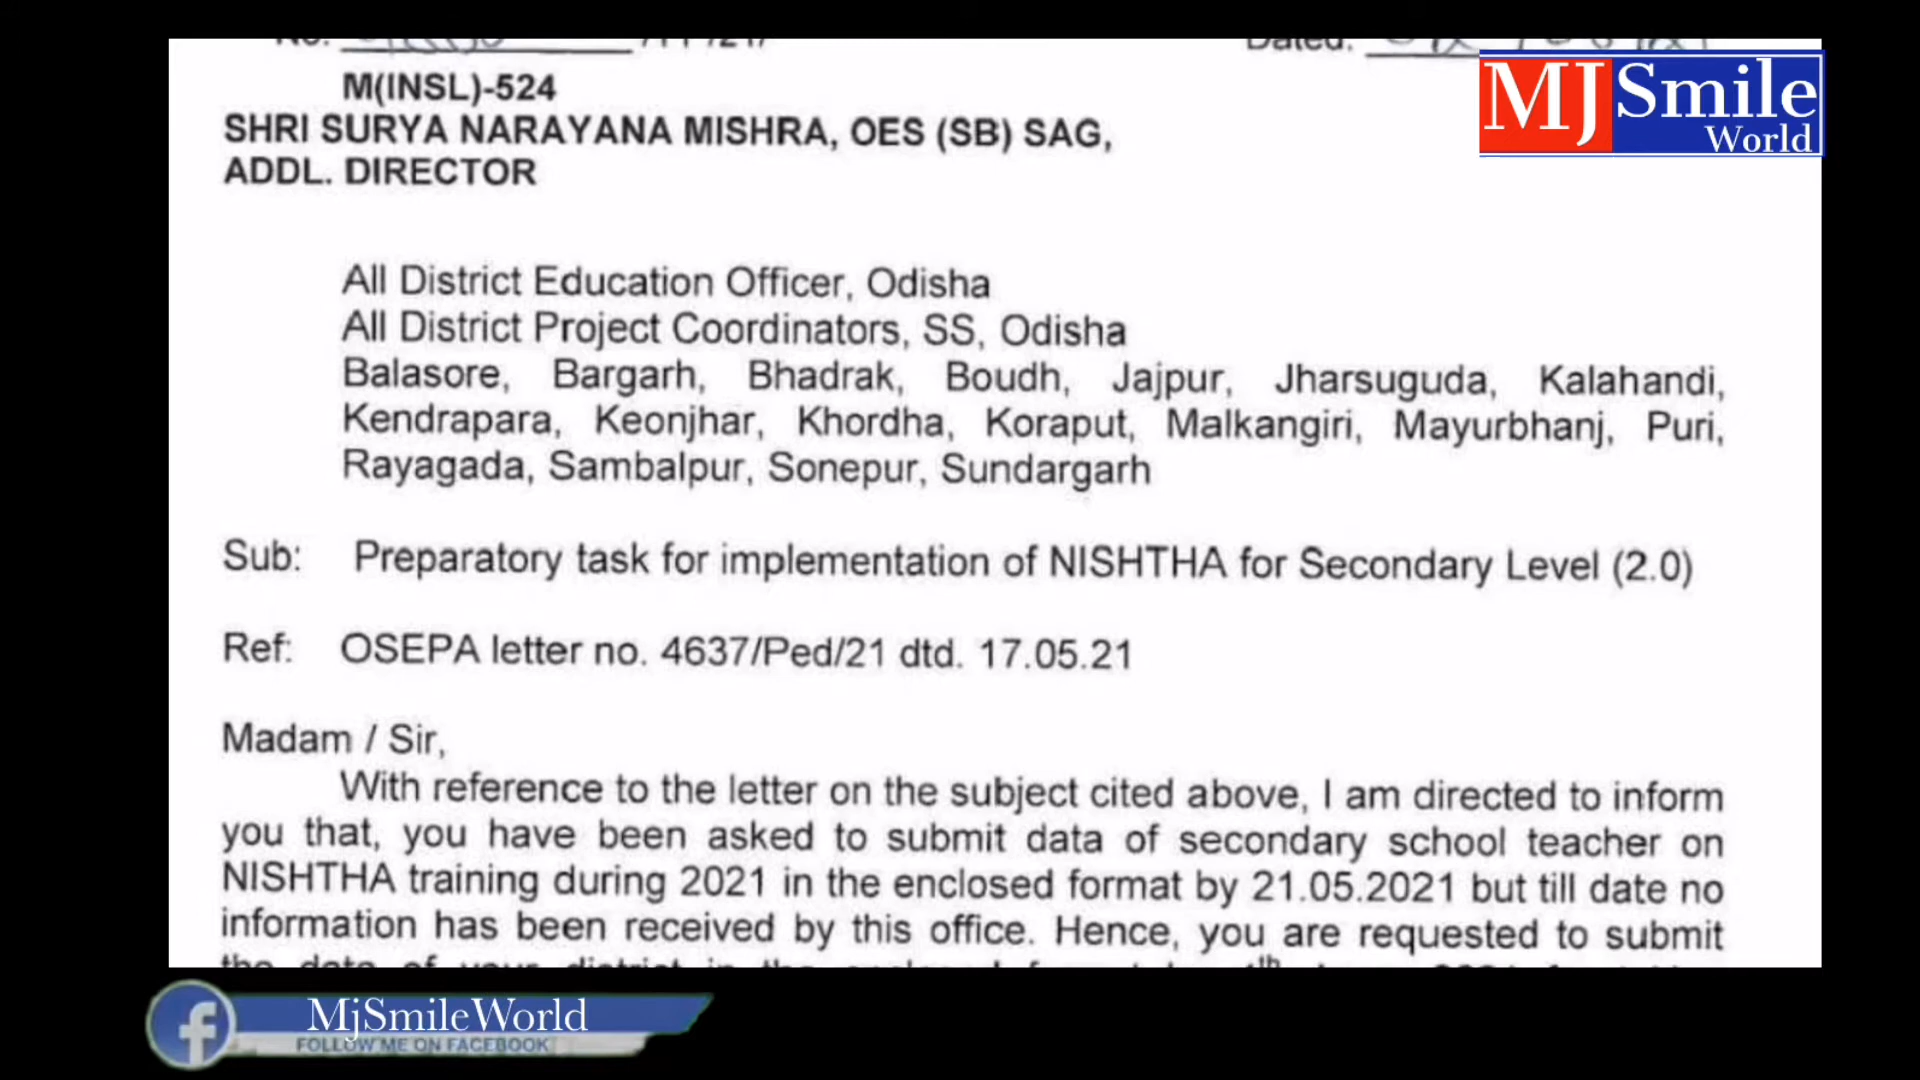 MJ Smile World
M(INSL)-524
SHRI SURYA NARAYANA MISHRA, OES (SB) SAG,
ADDL. DIRECTOR
All District Education Officer, Odisha
All District Project Coordinators, SS, Odisha
Balasore, Bargarh, Bhadrak, Boudh, Jajpur, Jharsuguda, Kalahandi,
Kendrapara, Keonjhar, Khordha, Koraput, Malkangiri, Mayurbhanj, Puri,
Rayagada, Sambalpur, Sonepur, Sundargarh
Sub: Preparatory task for implementation of NISHTHA for Secondary Level (2.0)
Ref: OSEPA letter no. 4637/Ped/21 dtd. 17.05.21
Madam / Sir,
With reference to the letter on the subject cited above, I am directed to inform
you that, you have been asked to submit data of secondary school teacher on
NISHTHA training during 2021 in the enclosed format by 21.05.2021 but till date no
information has been received by this office. Hence, you are requested to submit
MjSmileWorld
FOLLOW ME ON FACEBOOK